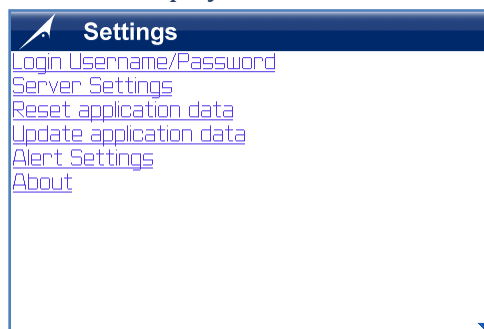 Settings
Login Username/Password
Server Settings
Reset application data
Update application data
Alert Settings
About